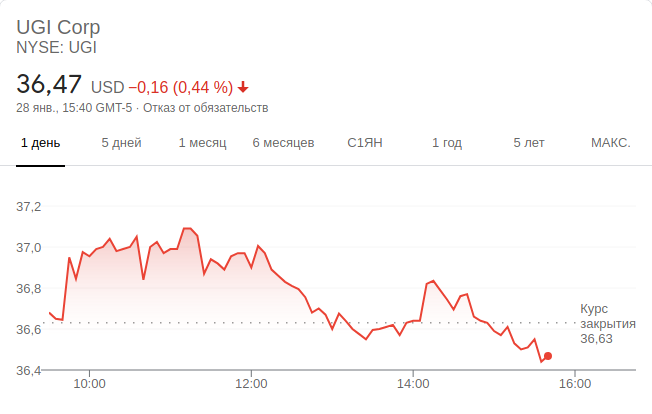 UGI Corp
NYSE: UGI
36,47 USD −0,16 (0,44 %)
28 янв., 15:40 GMT-5 · Отказ от обязательств
1 день 5 дней 1 месяц 6 месяцев С1ЯН 1 год 5 лет МАКС.
37,2
37,0
36,8
36,6
36,4
Курс
закрытия
36,63
10:00 12:00 14:00 16:00